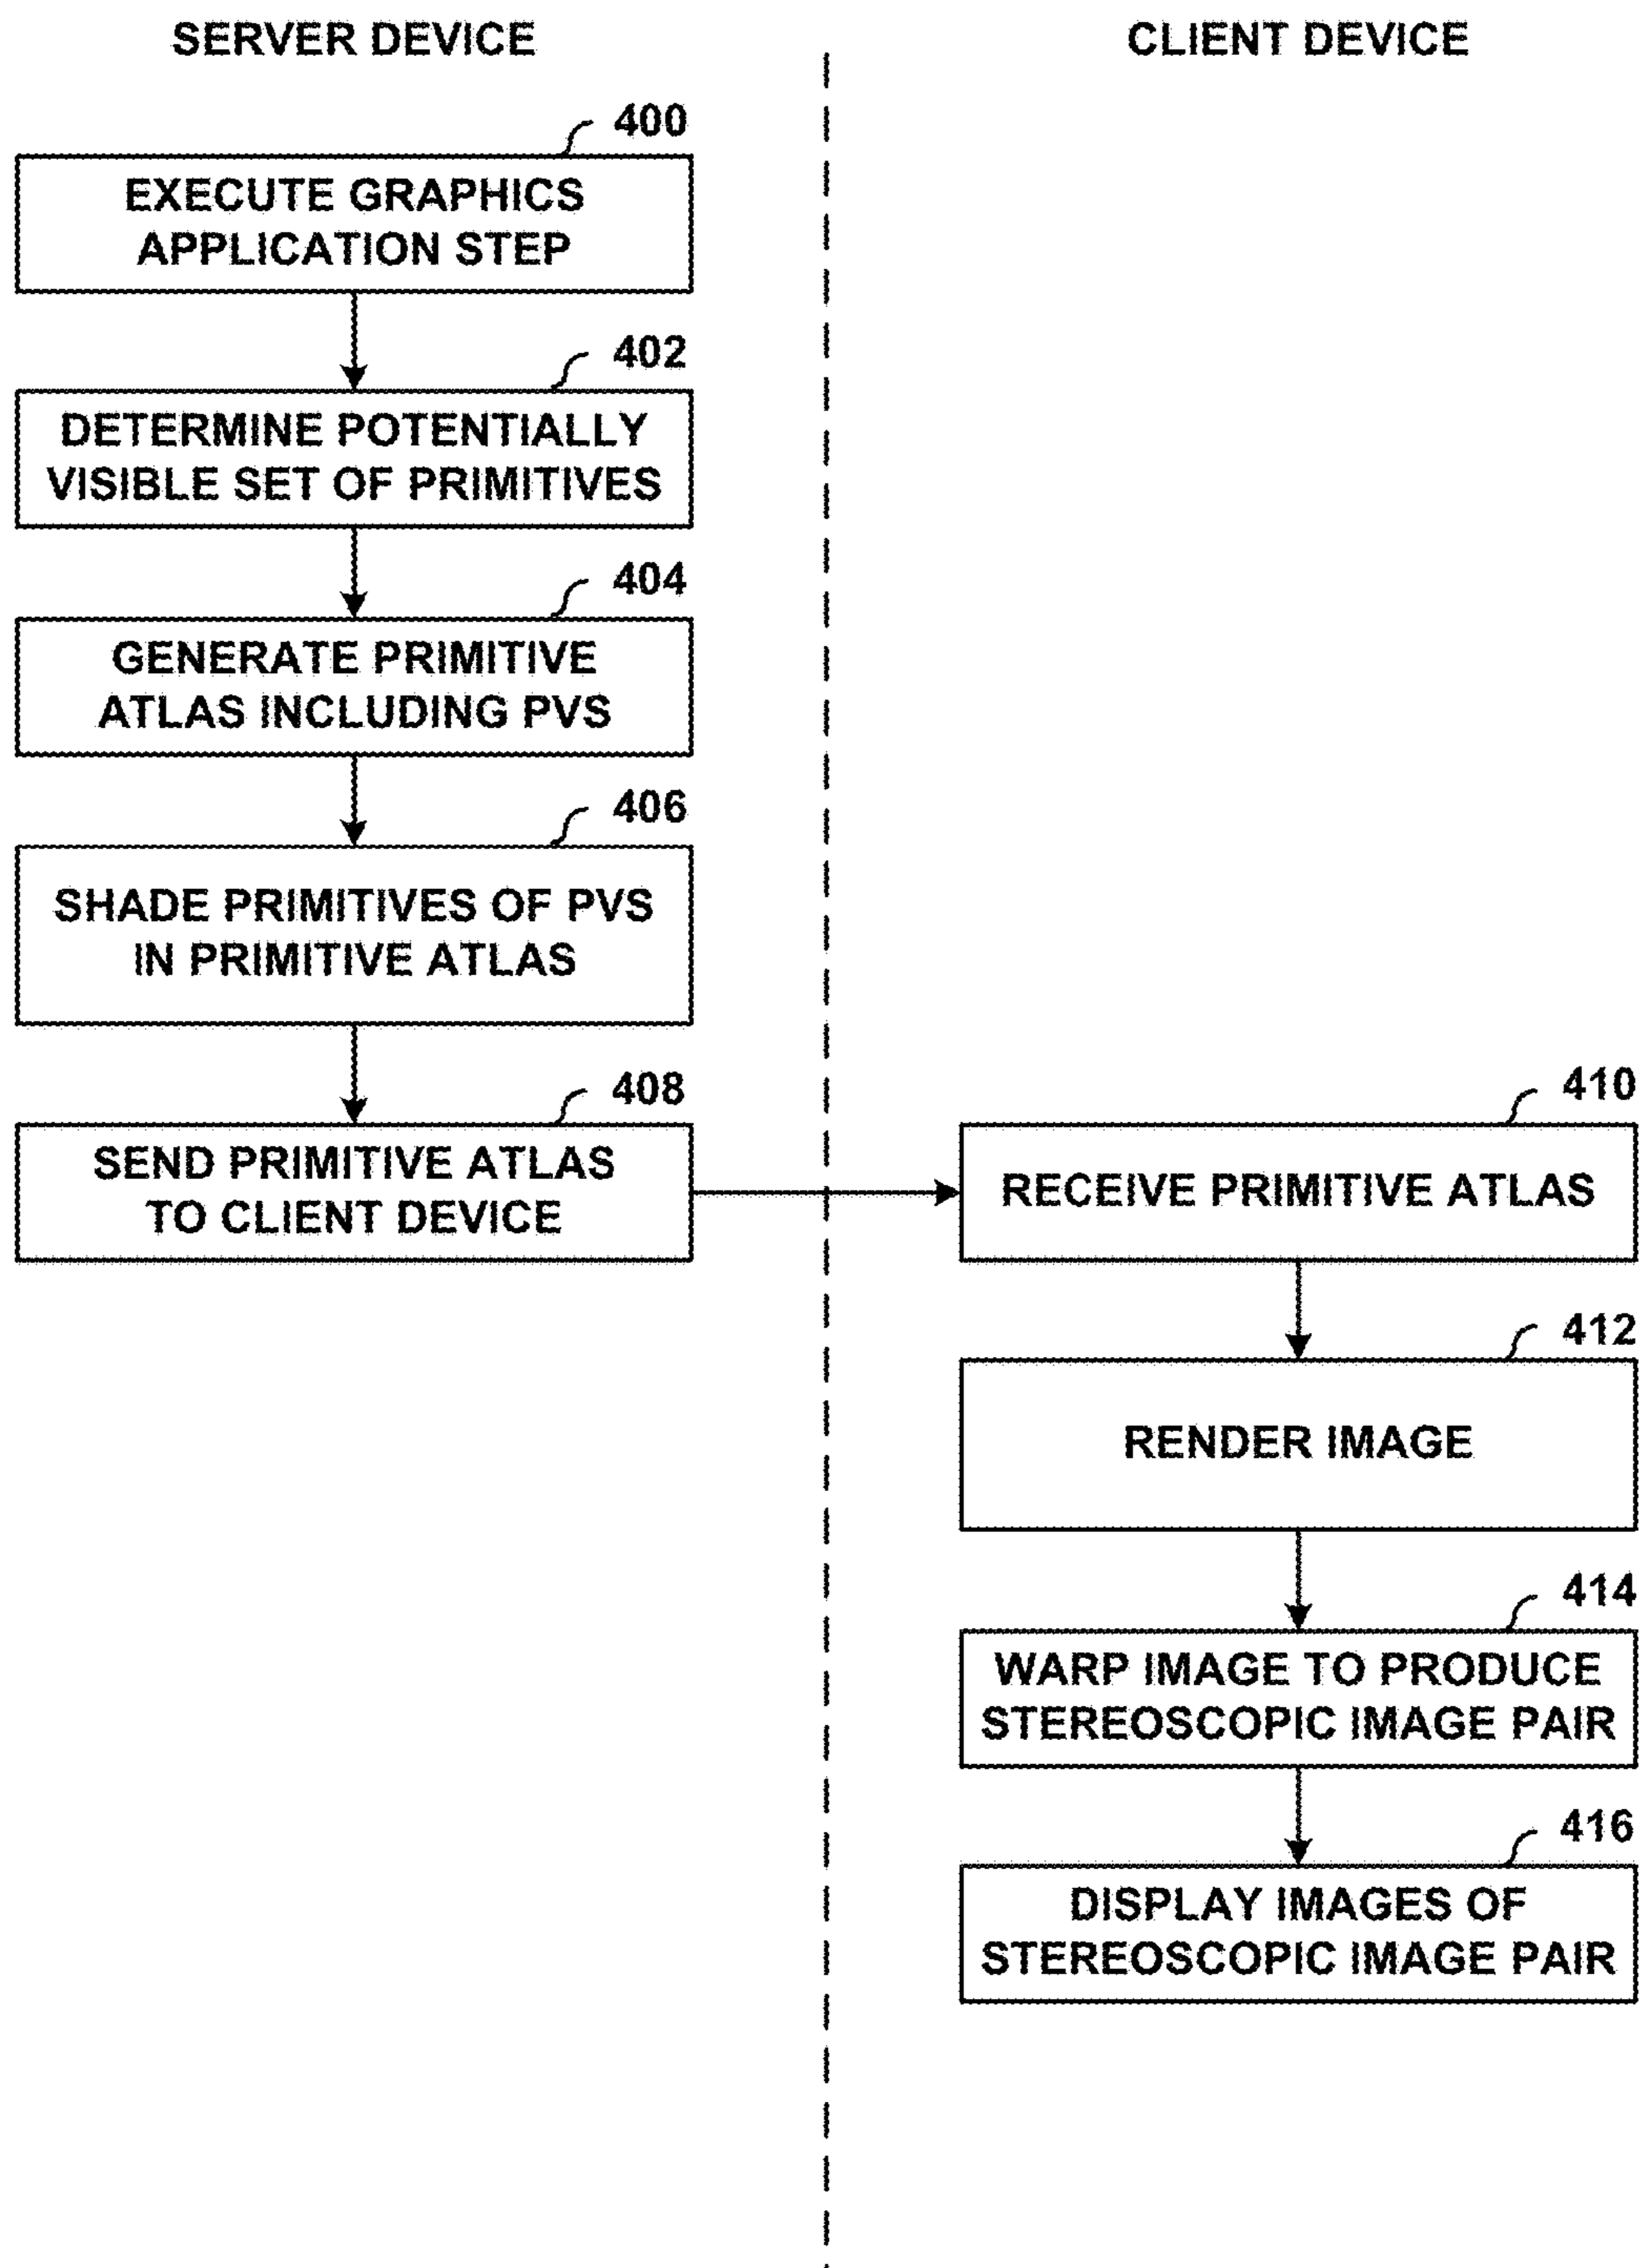 SERVER DEVICE
400
EXECUTE GRAPHICS
APPLICATION STEP
402
DETERMINE POTENTIALLY
VISIBLE SET OF PRIMITIVES
404
GENERATE PRIMITIVE
ATLAS INCLUDING PVS
406
SHADE PRIMITIVES OF PVS
IN PRIMITIVE ATLAS
408
SEND PRIMITIVE ATLAS
TO CLIENT DEVICE
CLIENT DEVICE
410
RECEIVE PRIMITIVE ATLAS
412
RENDER IMAGE
414
WARP IMAGE TO PRODUCE
STEREOSCOPIC IMAGE PAIR
416
DISPLAY IMAGES OF
STEREOSCOPIC IMAGE PAIR